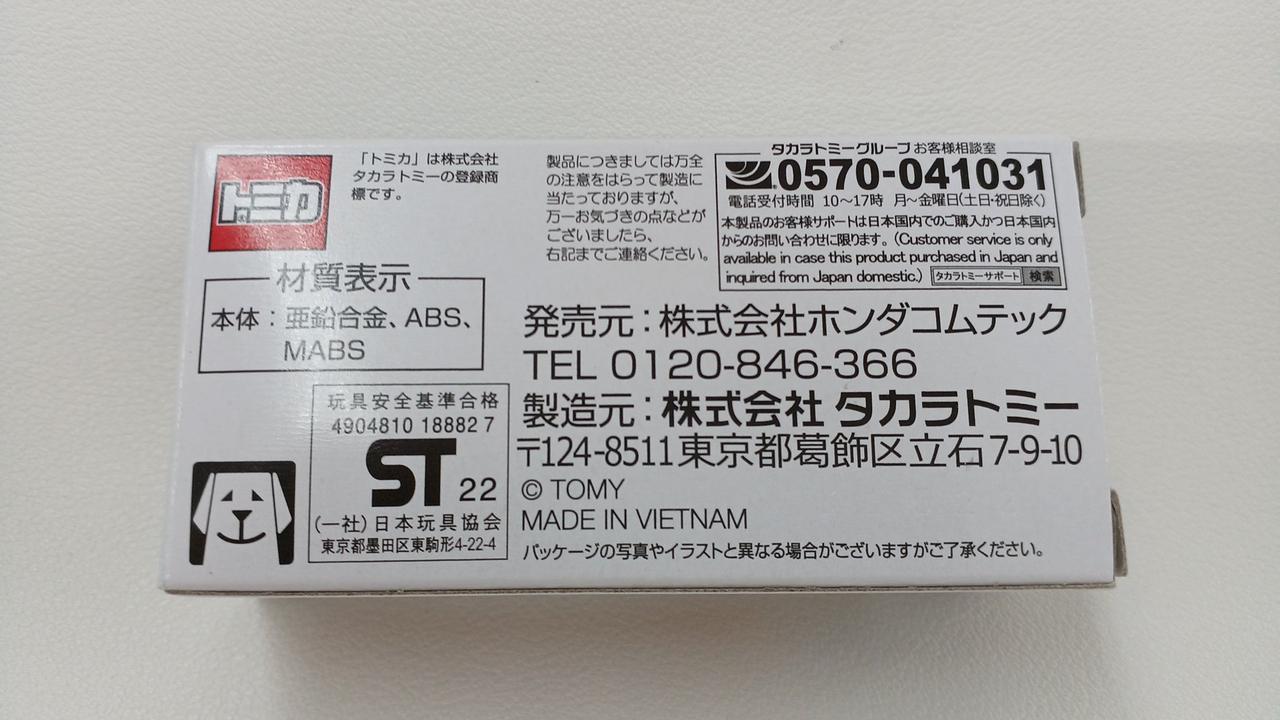 トミカ
「トミカ」は株式会社
タカラトミーの登録商
標です。
材質表示
本体：亜鉛合金、ABS、
MABS
玩具安全基準合格
4904810 18882 7
ST 22
(一社)日本玩具協会
東京都墨田区東駒形4-22-4
製品につきましては万全
の注意をはらって製造に
当たっておりますが、
万一お気づきの点などが
ございましたら、
右記までご連絡ください。
タカラトミーグループ お客様相談室
0570-041031
電話受付時間 10〜17時 月〜金曜日(土日・祝日除く)
本製品のお客様サポートは日本国内でのご購入かつ日本国内
からのお問い合わせに限ります。(Customer service is only
available in case this product purchased in Japan and
inquired from Japan domestic.) タカラトミーサポート 検索
発売元：株式会社ホンダコムテック
TEL 0120-846-366
製造元：株式会社 タカラトミー
〒124-8511東京都葛飾区立石7-9-10
© TOMY
MADE IN VIETNAM
パッケージの写真やイラストと異なる場合がございますがご了承ください。